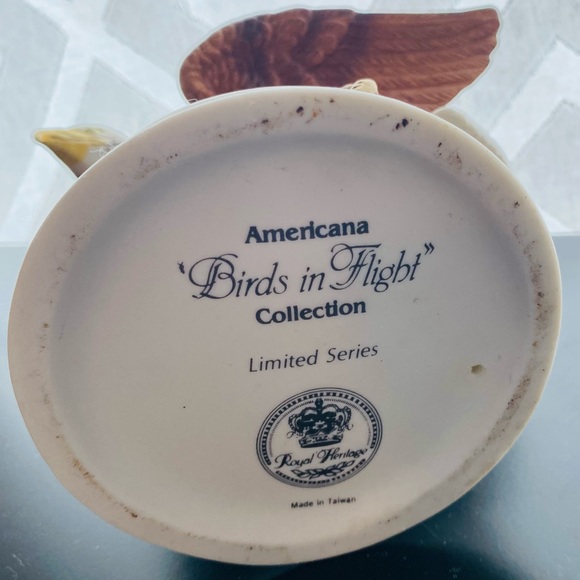 Americana
"Birds in Flight"
Collection
Limited Series
Royal Heritage
Made in Taiwan